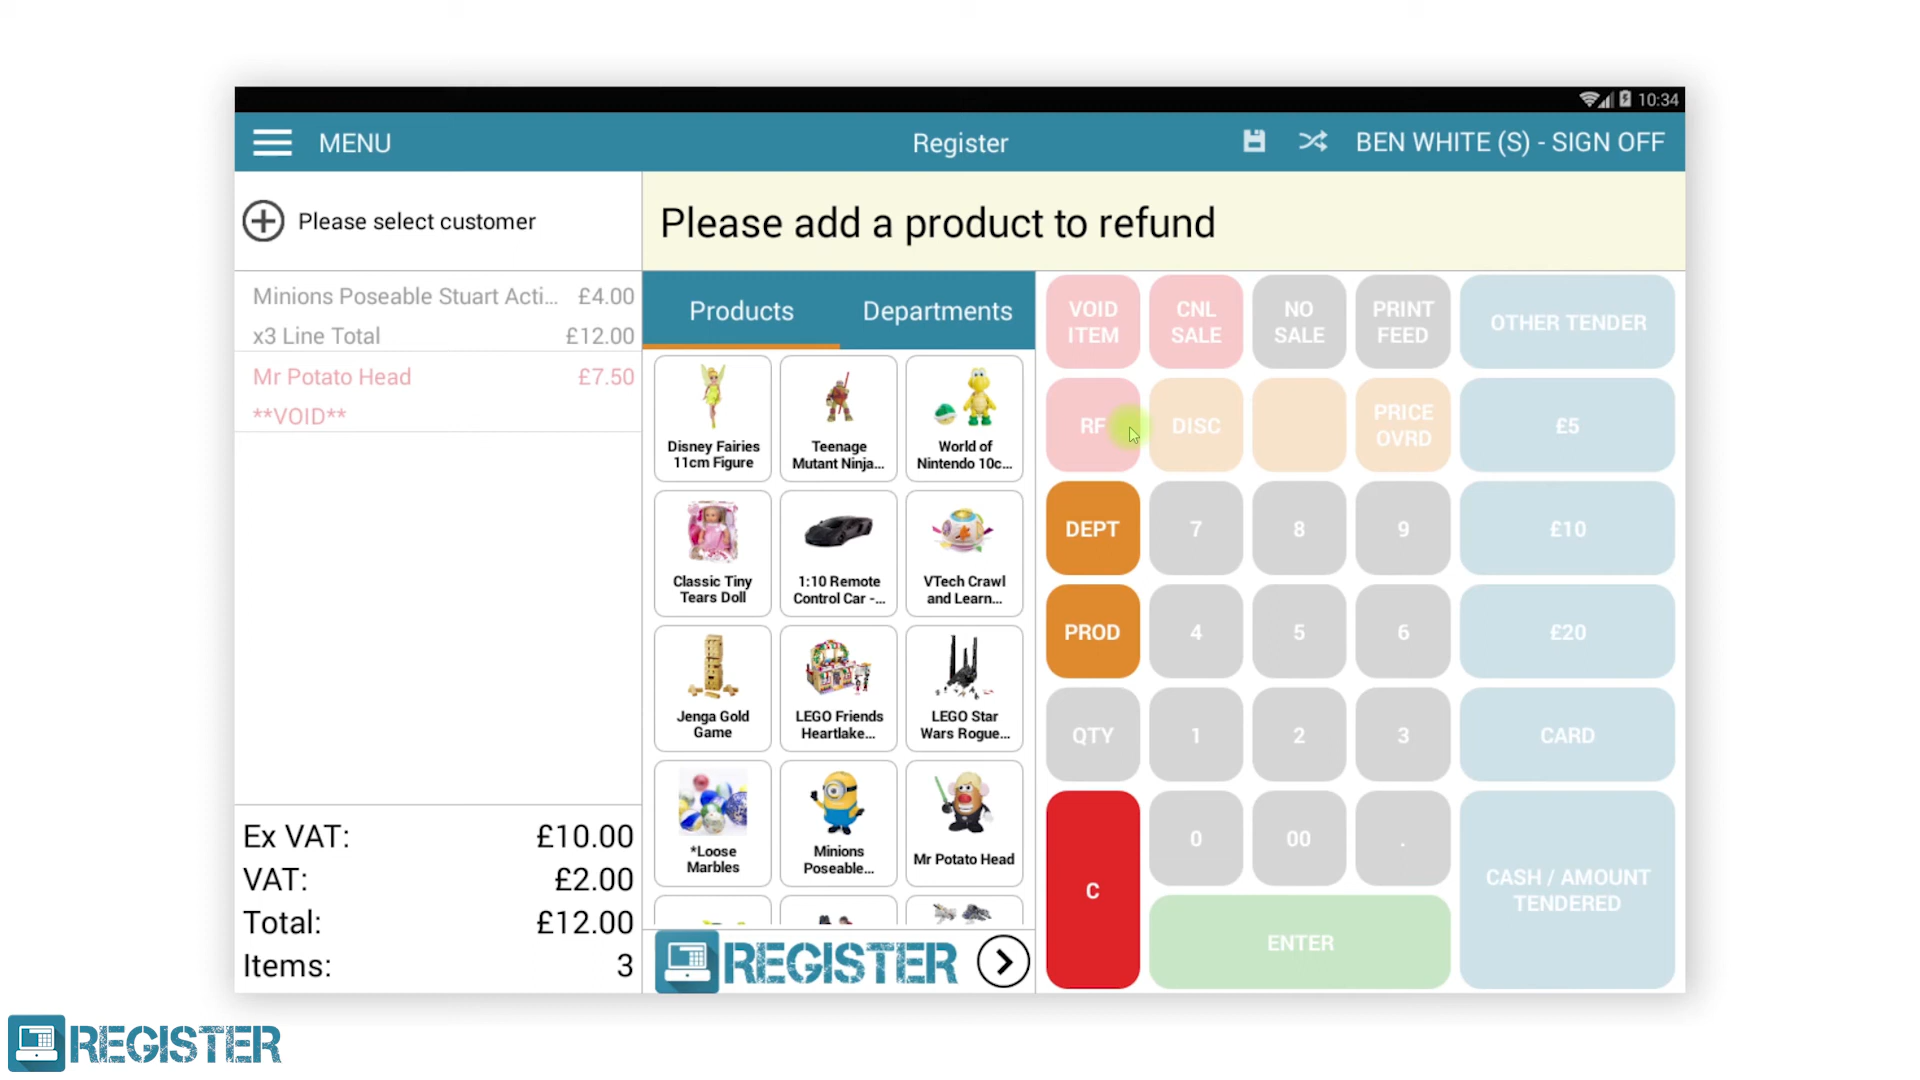 10:34
MENU
Register
BEN WHITE (S) - SIGN OFF
Please select customer
Please add a product to refund
Minions Poseable Stuart Acti... £4.00
x3 Line Total £12.00
Mr Potato Head £7.50
**VOID**
Ex VAT: £10.00
VAT: £2.00
Total: £12.00
Items: 3
Products Departments
Disney Fairies
11cm Figure
Teenage
Mutant Ninja...
World of
Nintendo 10c...
Classic Tiny
Tears Doll
1:10 Remote
Control Car -...
VTech Crawl
and Learn...
Jenga Gold
Game
LEGO Friends
Heartlake...
LEGO Star
Wars Rogue...
*Loose
Marbles
Minions
Poseable...
Mr Potato Head
REGISTER
VOID
ITEM
CNL
SALE
NO
SALE
PRINT
FEED
OTHER TENDER
RF
DISC
PRICE
OVRD
£5
DEPT
7
8
9
£10
PROD
4
5
6
£20
QTY
1
2
3
CARD
C
0
00
.
CASH / AMOUNT
TENDERED
ENTER
REGISTER